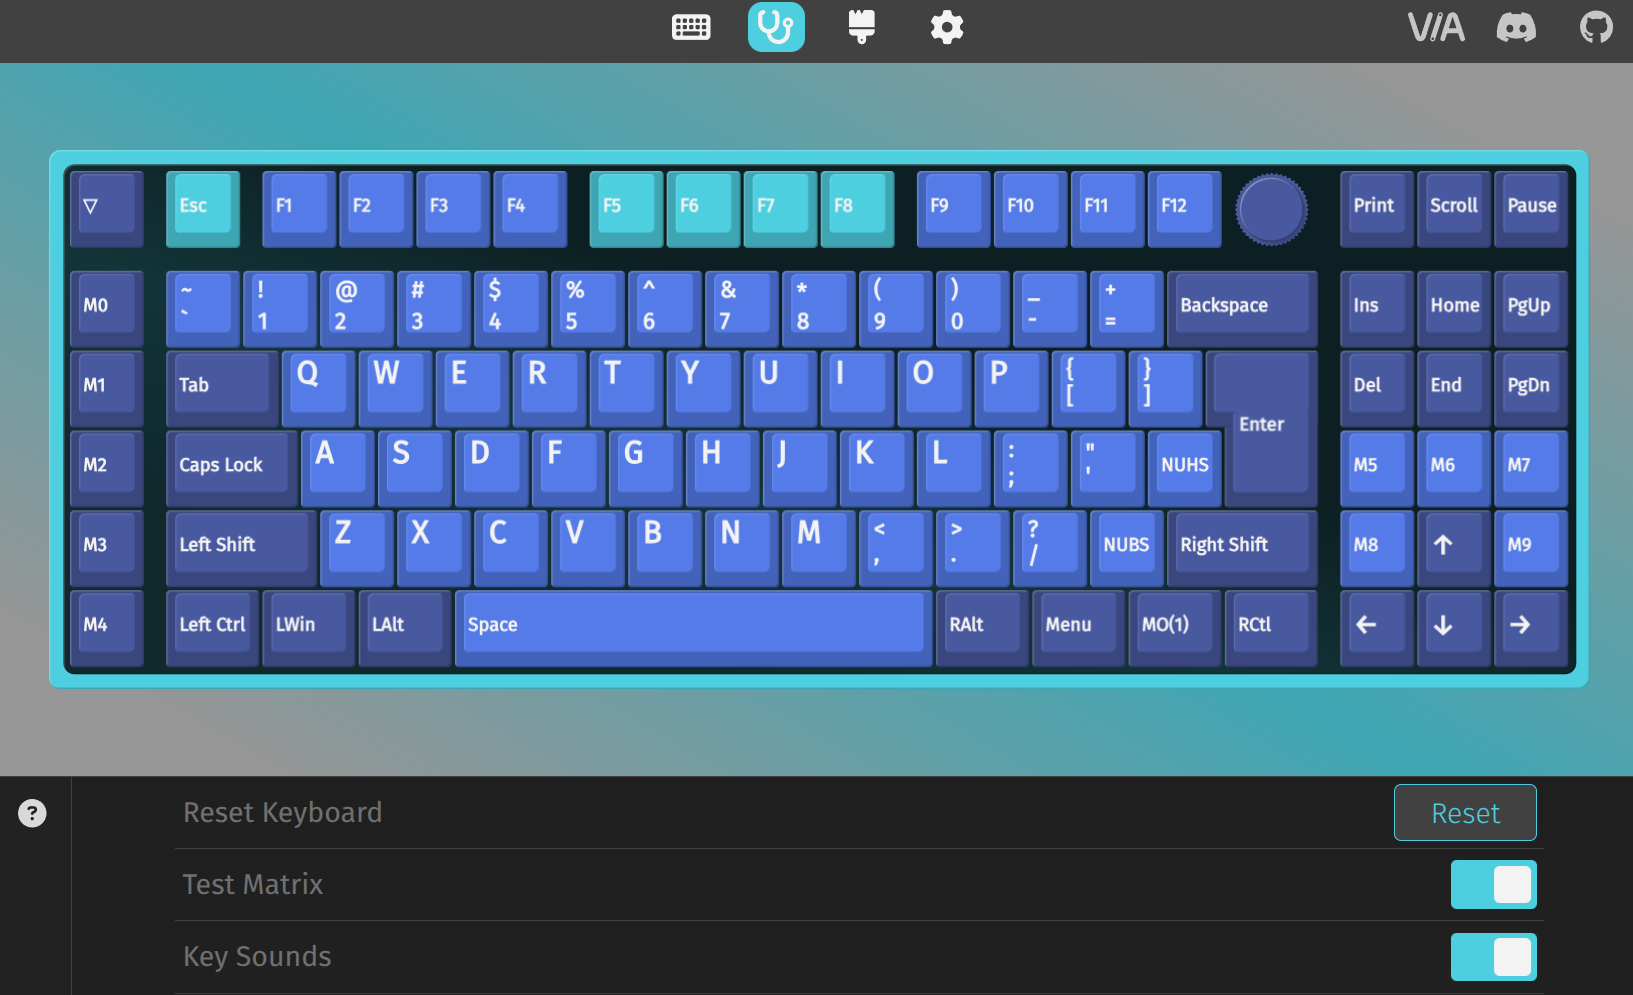 VIA
▽ Esc F1 F2 F3 F4 F5 F6 F7 F8 F9 F10 F11 F12 Print Scroll Pause
M0 ~ ! @ # $ % ^ & * ( ) _ + Backspace Ins Home PgUp
` 1 2 3 4 5 6 7 8 9 0 - =
M1 Tab Q W E R T Y U I O P { } Enter Del End PgDn
[ ]
M2 Caps Lock A S D F G H J K L : " NUHS M5 M6 M7
; '
M3 Left Shift Z X C V B N M < > ? NUBS Right Shift M8 ↑ M9
, . /
M4 Left Ctrl LWin LAlt Space RAlt Menu MO(1) RCtl ← ↓ →
?
Reset Keyboard Reset
Test Matrix
Key Sounds